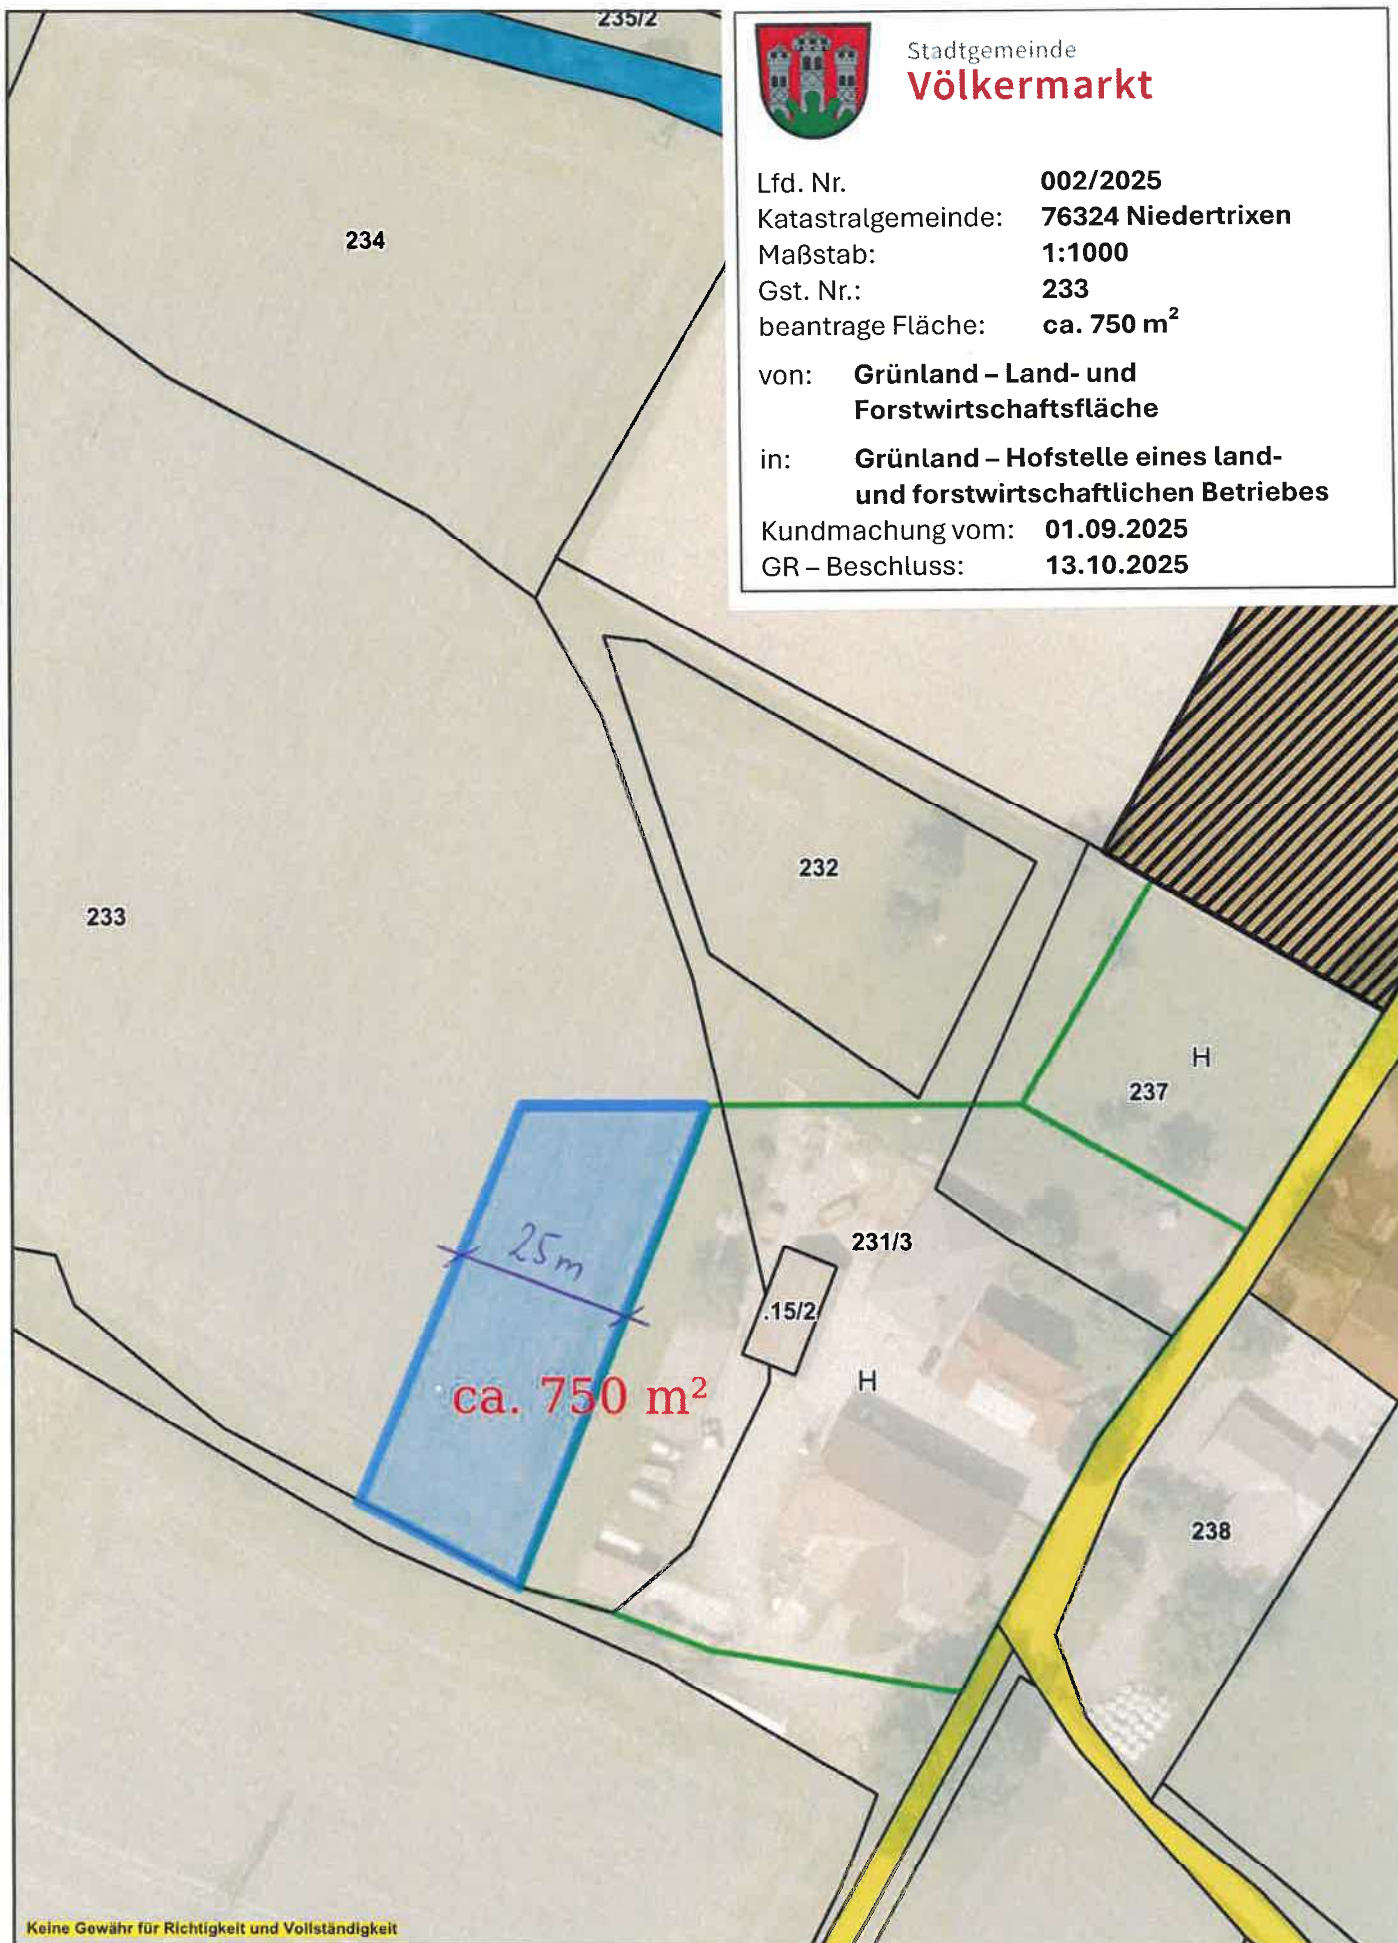 235/2
Stadtgemeinde
Völkermarkt
Lfd. Nr. 002/2025
Katastralgemeinde: 76324 Niedertrixen
Maßstab: 1:1000
Gst. Nr.: 233
beantrage Fläche: ca. 750 m²
von: Grünland – Land- und
Forstwirtschaftsfläche
in: Grünland – Hofstelle eines land-
und forstwirtschaftlichen Betriebes
Kundmachung vom: 01.09.2025
GR – Beschluss: 13.10.2025
234
232
233
H
237
231/3
25m
.15/2
H
ca. 750 m²
238
Keine Gewähr für Richtigkeit und Vollständigkeit